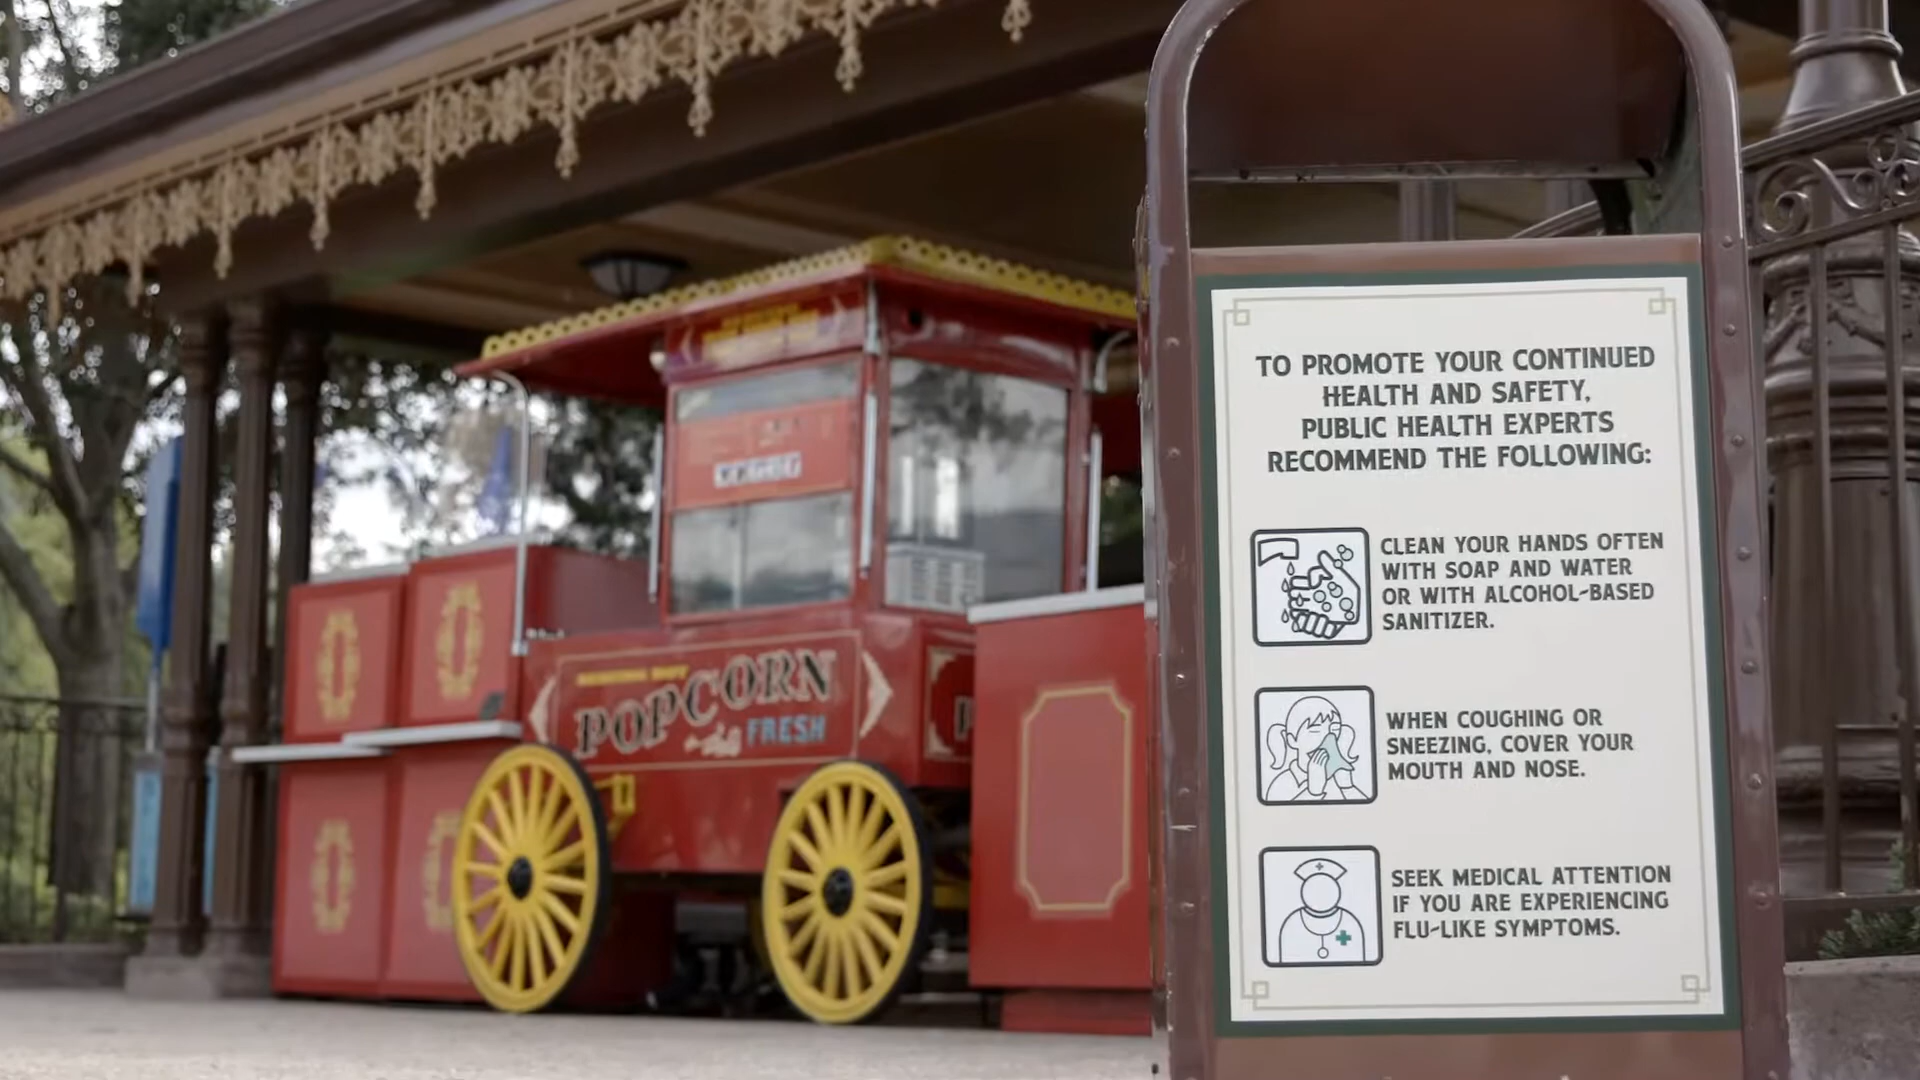 POPCORN
FRESH
TO PROMOTE YOUR CONTINUED
HEALTH AND SAFETY,
PUBLIC HEALTH EXPERTS
RECOMMEND THE FOLLOWING:
CLEAN YOUR HANDS OFTEN
WITH SOAP AND WATER
OR WITH ALCOHOL-BASED
SANITIZER.
WHEN COUGHING OR
SNEEZING, COVER YOUR
MOUTH AND NOSE.
SEEK MEDICAL ATTENTION
IF YOU ARE EXPERIENCING
FLU-LIKE SYMPTOMS.